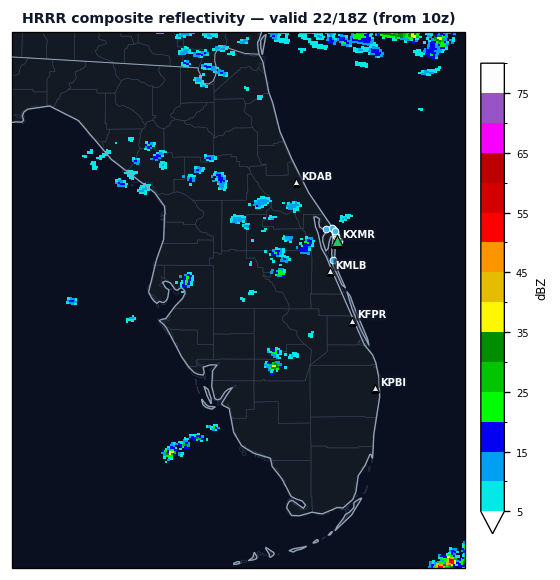 HRRR composite reflectivity — valid 22/18Z (from 10z)
KDAB
KXMR
KMLB
KFPR
KPBI
75
65
55
45
35
25
15
5
dBZ